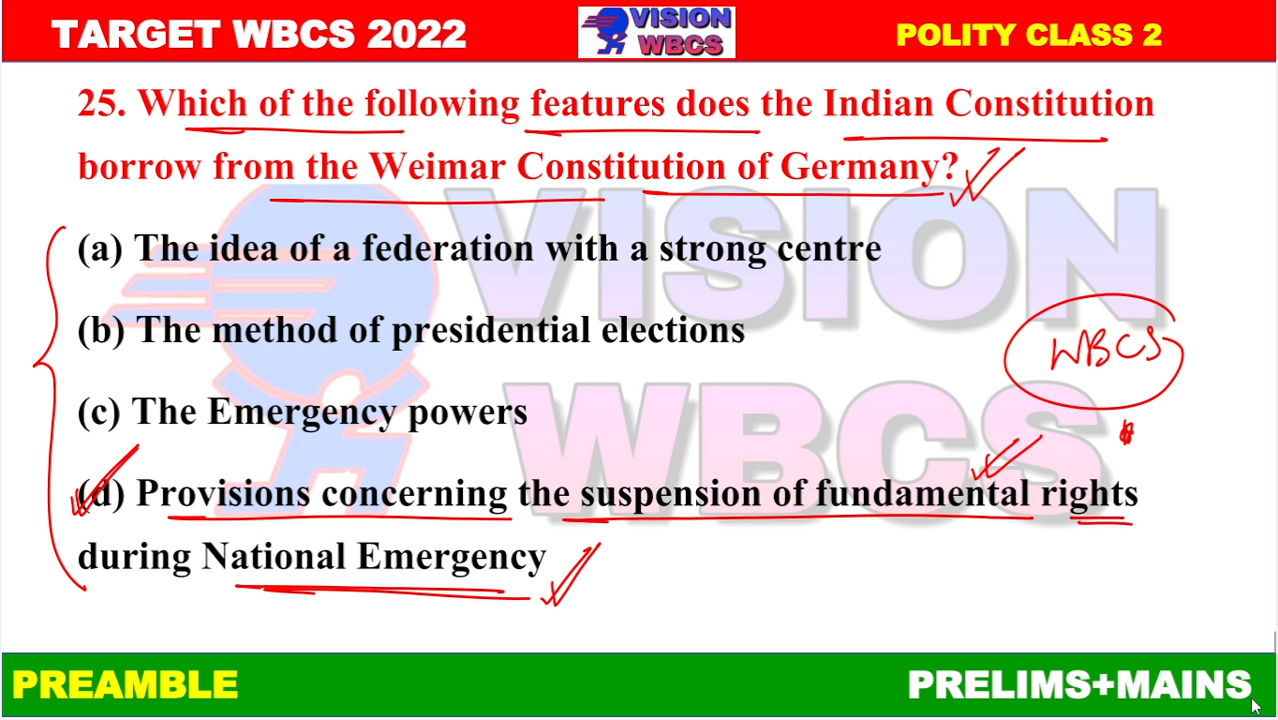 TARGET WBCS 2022
VISION
WBCS
POLITY CLASS 2
25. Which of the following features does the Indian Constitution
borrow from the Weimar Constitution of Germany?
(a) The idea of a federation with a strong centre
(b) The method of presidential elections
(c) The Emergency powers
(d) Provisions concerning the suspension of fundamental rights
during National Emergency
VISION
WBCS
WBCS
PREAMBLE
PRELIMS+MAINS